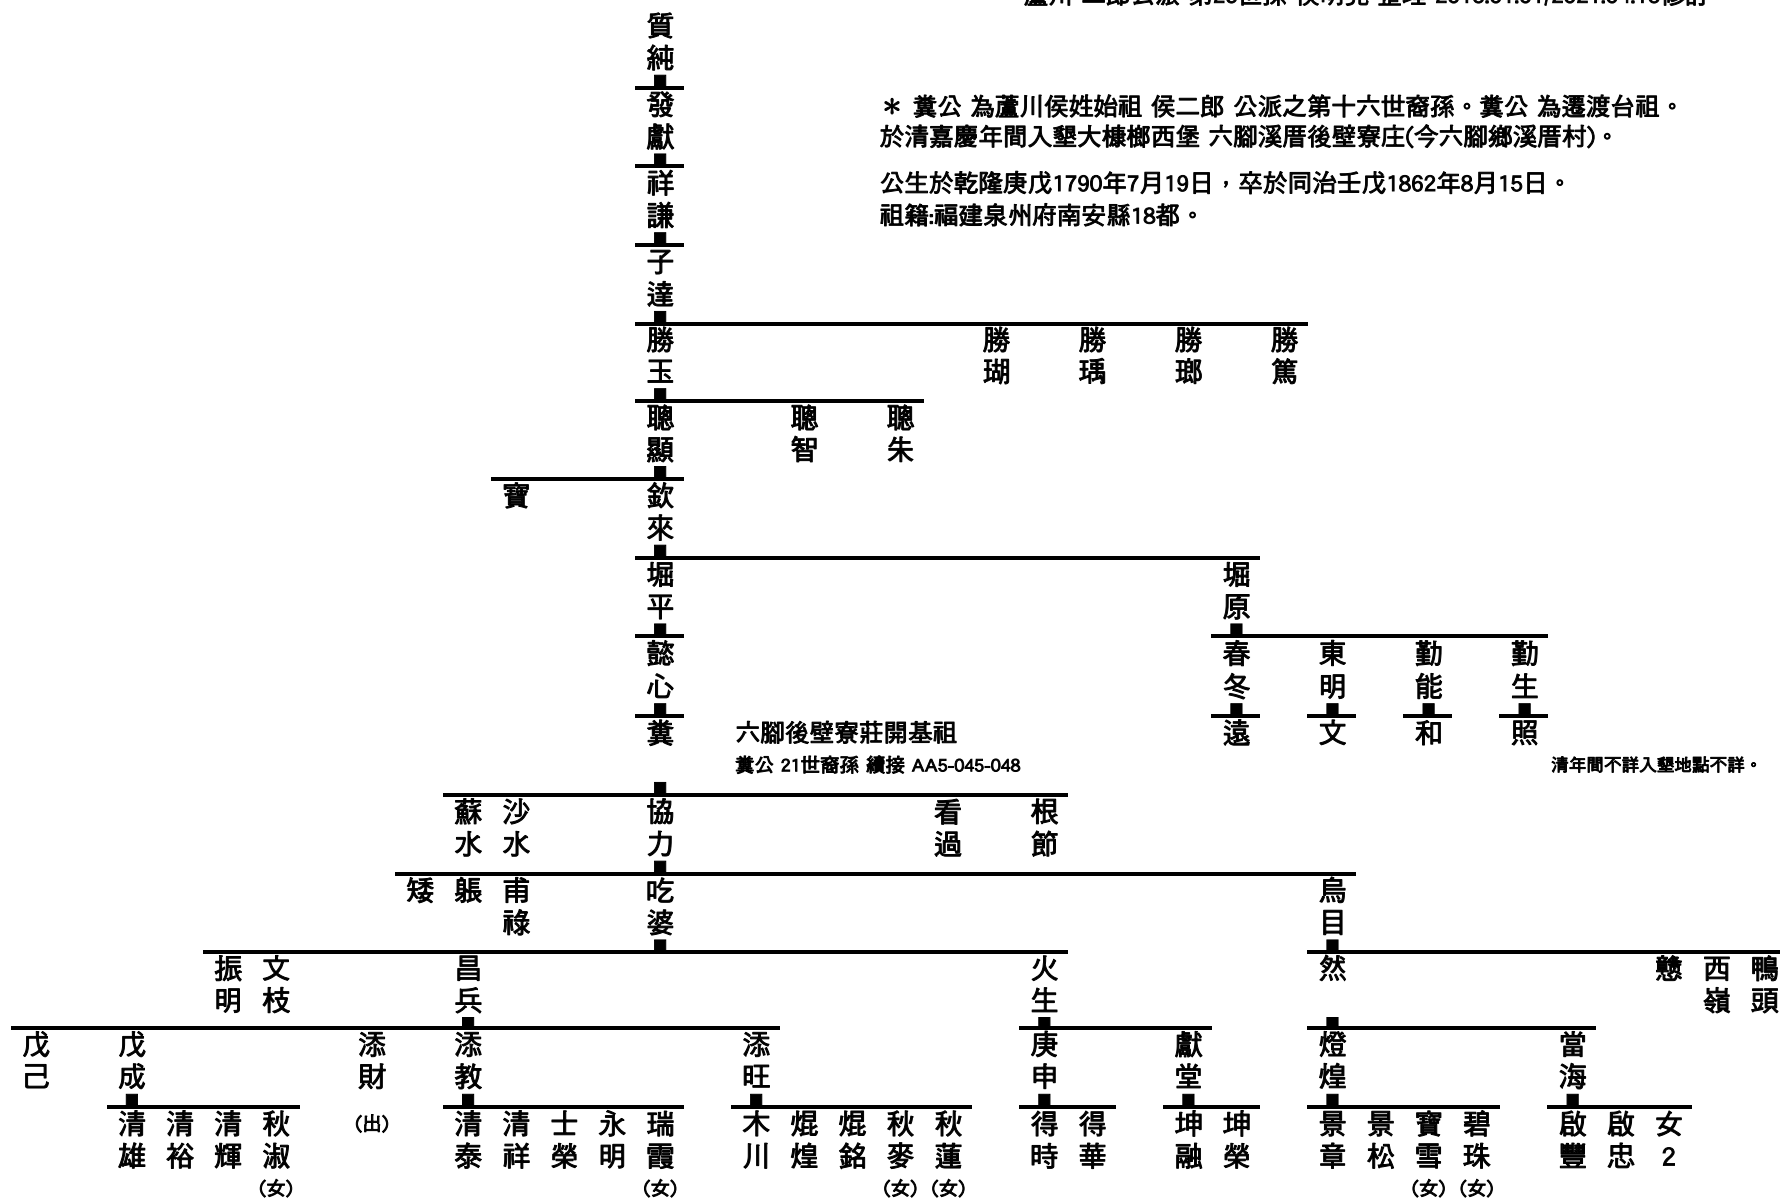 質純
發獻
＊ 糞公 為蘆川侯姓始祖 侯二郎 公派之第十六世裔孫。糞公 為遷渡台祖。
於清嘉慶年間入墾大槺榔西堡 六腳溪厝後壁寮庄(今六腳鄉溪厝村)。
祥謙
公生於乾隆庚戊1790年7月19日，卒於同治壬戊1862年8月15日。
祖籍:福建泉州府南安縣18都。
子達
勝玉 勝瑚 勝瑀 勝瑯 勝篤
聰顯 聰智 聰朱
寶 欽來
堀平 堀原
懿心 春冬 東明 勤能 勤生
糞 六腳後壁寮莊開基祖 遠 文 和 照
糞公 21世裔孫 續接 AA5-045-048 清年間不詳入墾地點不詳。
蘇水 沙水 協力 看過 根節
矮 躼 甫祿 吃婆 烏目
振明 文枝 昌兵 火生 然 戆 西嶺 鴨頭
戊己 戊成 添財 添教 添旺 庚申 獻堂 燈煌 當海
清雄 清裕 清輝 秋淑 (出) 清泰 清祥 士榮 永明 瑞霞 木川 焜煌 焜銘 秋麥 秋蓮 得時 得華 坤融 坤榮 景章 景松 寶雪 碧珠 啟豐 啟忠 女2
(女) (女) (女) (女) (女) (女)